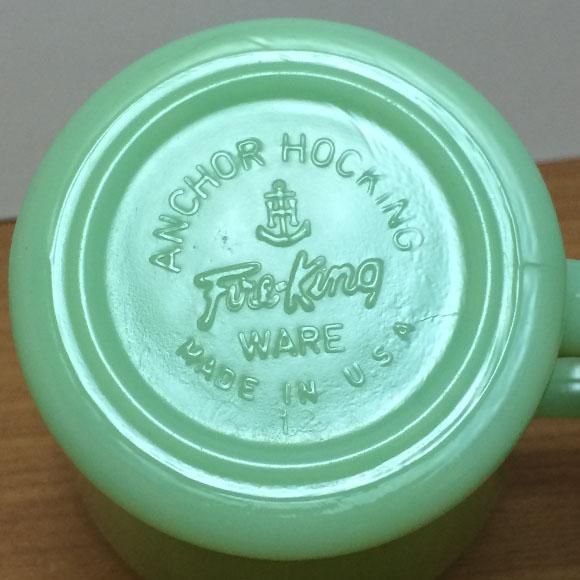 ANCHOR HOCKING
Fire-King
WARE
MADE IN U.S.A
12